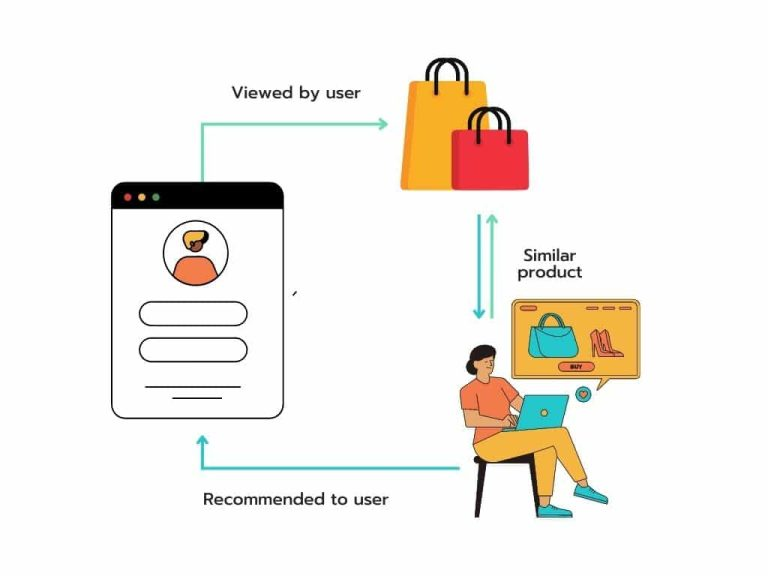 Viewed by user
Similar
product
BUY
Recommended to user